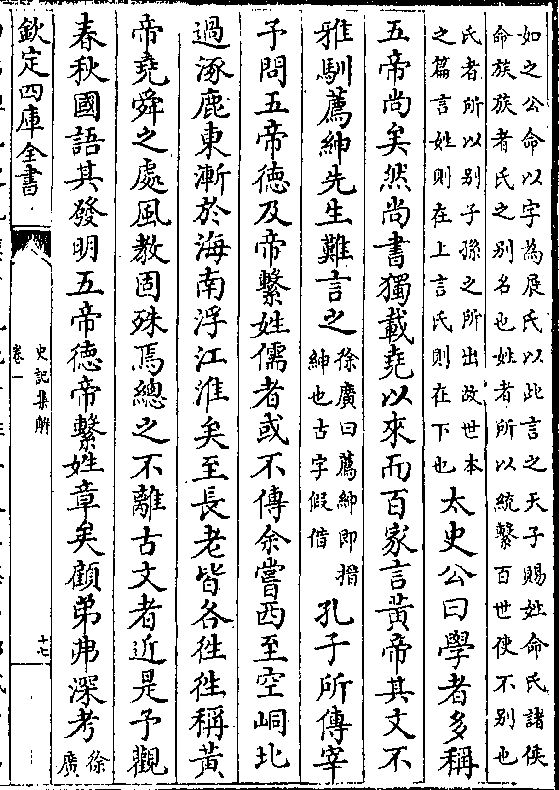 如之公命以字為展氏以此言之天子賜姓命氏諸侯
命族族者氏之别名也姓者所以統繫百世使不别也
氏者所以别子孫之所出故世本
之篇言姓則在上言氏則在下也
太史公曰學者多稱
五帝尚矣然尚書獨載堯以來而百家言黄帝其文不
雅馴薦紳先生難言之
徐廣曰薦紳即搢
紳也古字假借
孔子所傳宰
予問五帝徳及帝繫姓儒者或不傳余嘗西至空峒北
過涿鹿東漸於海南浮江淮矣至長老皆各徃徃稱黄
帝堯舜之處風教固殊焉總之不離古文者近是予觀
春秋國語其發明五帝徳帝繫姓章矣顧弟弗深考
徐
廣
欽定四庫全書
史記集解
卷一
十七